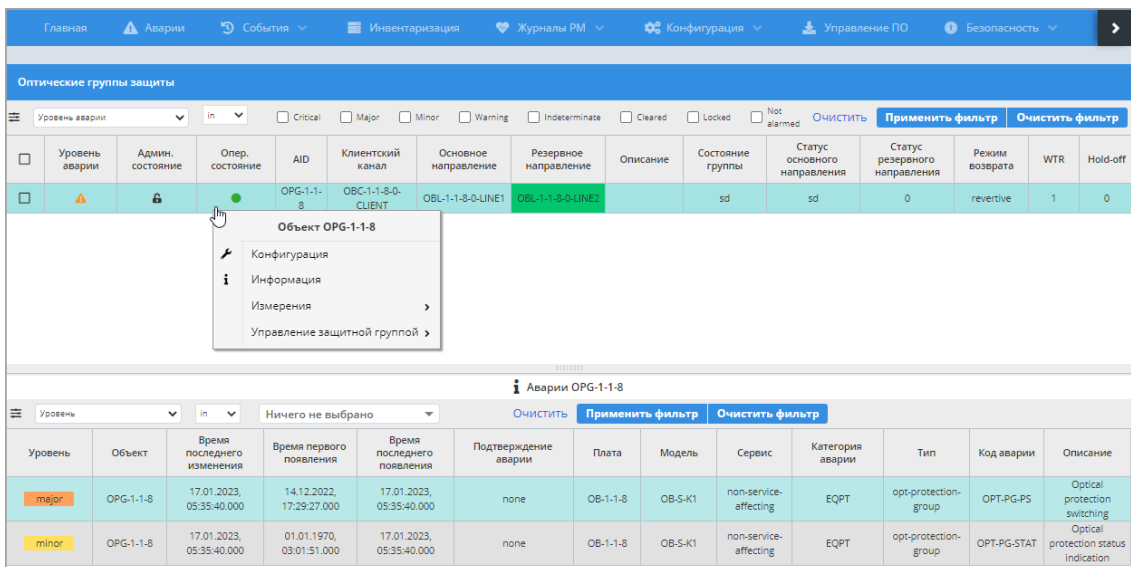 Главная Аварии События Инвентаризация Журналы РМ Конфигурация Управление ПО Безопасность
Оптические группы защиты
Уровень аварии in Critical Major Minor Warning Indeterminate Cleared Locked Not alarmed Очистить Применить фильтр Очистить фильтр
Уровень аварии Админ. состояние Опер. состояние AID Клиентский канал Основное направление Резервное направление Описание Состояние группы Статус основного направления Статус резервного направления Режим возврата WTR Hold-off
OPG-1-1-8 OBC-1-1-8-0-CLIENT OBL-1-1-8-0-LINE1 OBL-1-1-8-0-LINE2 sd sd 0 revertive 1 0
Объект OPG-1-1-8
Конфигурация
Информация
Измерения
Управление защитной группой
Аварии OPG-1-1-8
Уровень in Ничего не выбрано Очистить Применить фильтр Очистить фильтр
Уровень Объект Время последнего изменения Время первого появления Время последнего появления Подтверждение аварии Плата Модель Сервис Категория аварии Тип Код аварии Описание
major OPG-1-1-8 17.01.2023, 05:35:40.000 14.12.2022, 17:29:27.000 17.01.2023, 05:35:40.000 none OB-1-1-8 OB-S-K1 non-service-affecting EQPT opt-protection-group OPT-PG-PS Optical protection switching
minor OPG-1-1-8 17.01.2023, 05:35:40.000 01.01.1970, 03:01:51.000 17.01.2023, 05:35:40.000 none OB-1-1-8 OB-S-K1 non-service-affecting EQPT opt-protection-group OPT-PG-STAT Optical protection status indication